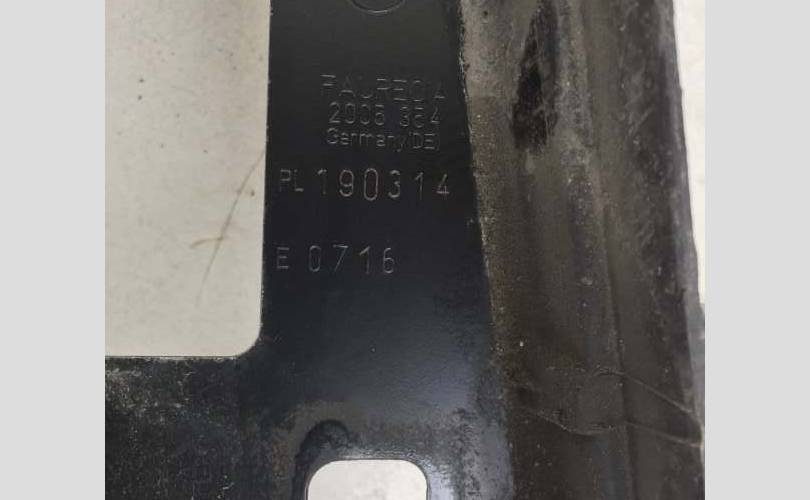 FAURECIA
2006 354
Germany(DE)
PL 190314
E 0716